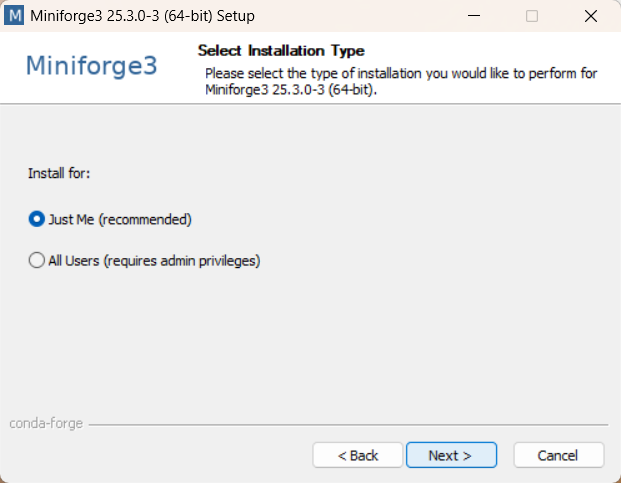 M Miniforge3 25.3.0-3 (64-bit) Setup
Miniforge3
Select Installation Type
Please select the type of installation you would like to perform for
Miniforge3 25.3.0-3 (64-bit).
Install for:
Just Me (recommended)
All Users (requires admin privileges)
conda-forge
< Back Next > Cancel